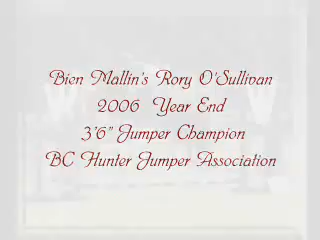 Bien Mallin's Rory O'Sullivan
2006 Year End
3'6" Jumper Champion
BC Hunter Jumper Association